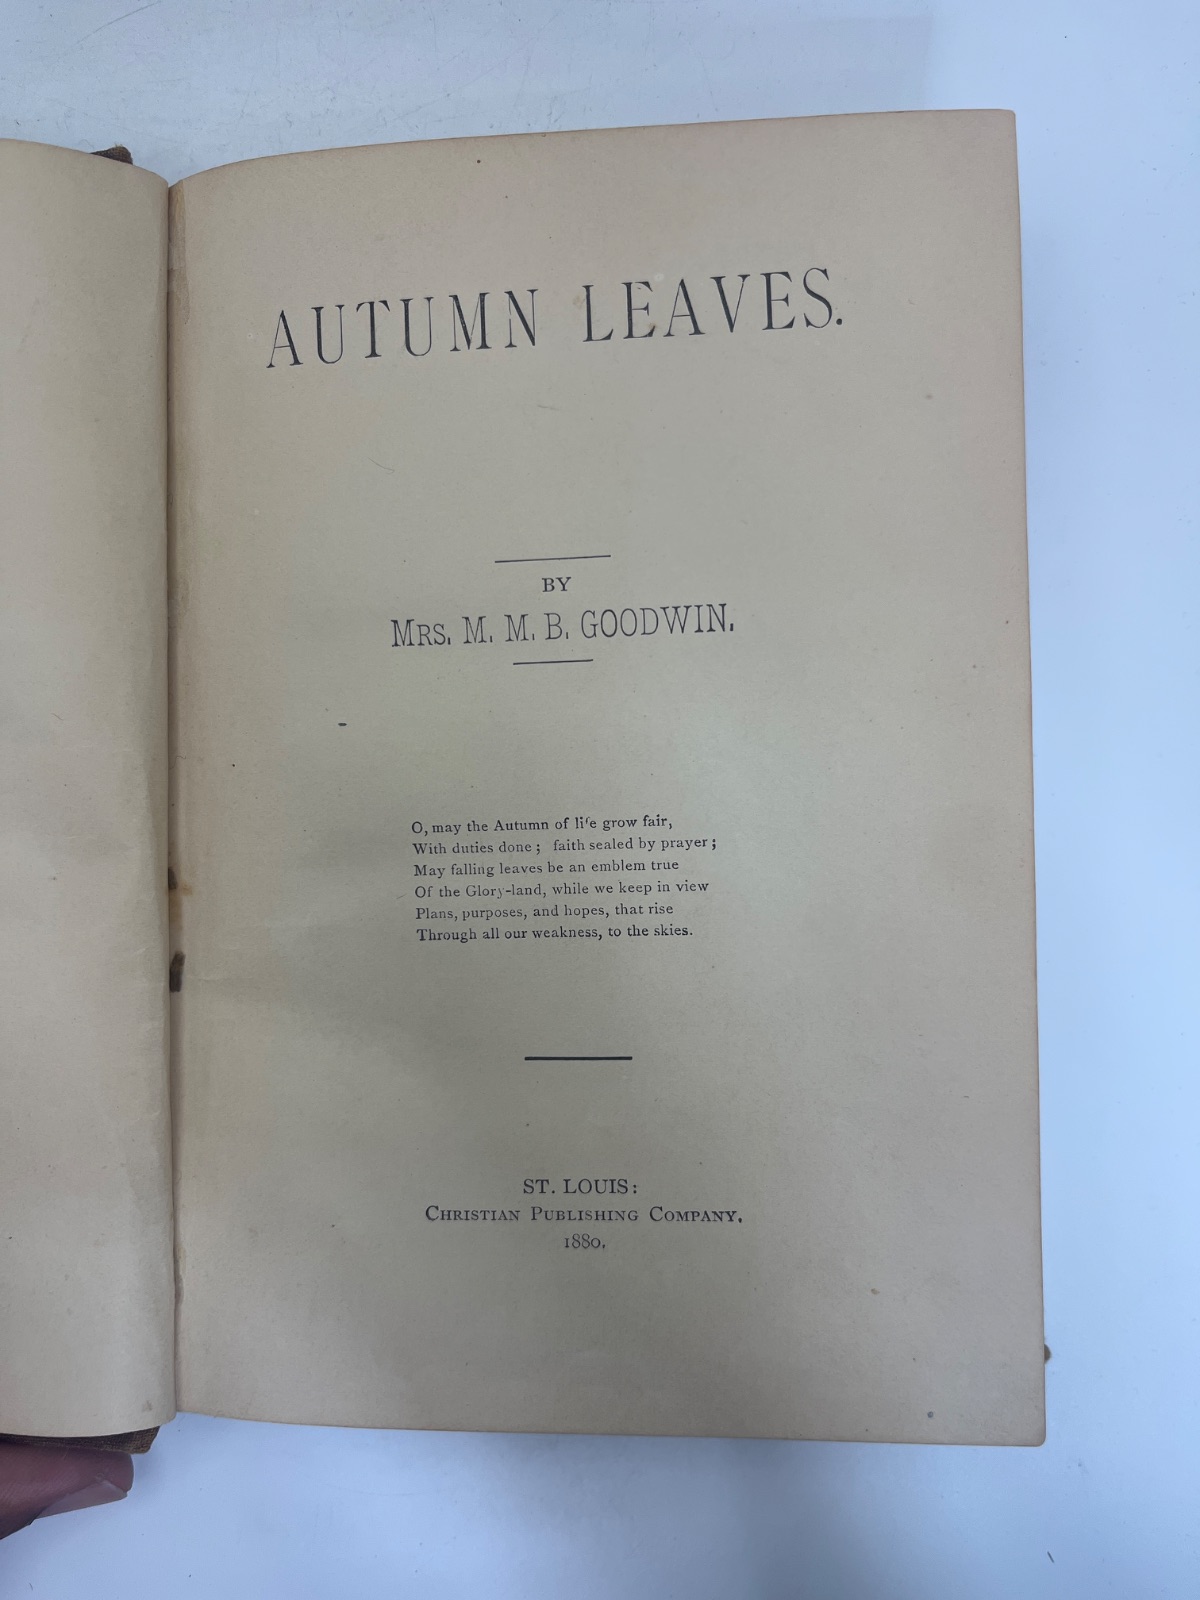 AUTUMN LEAVES.
BY
MRS. M. M. B. GOODWIN.
O, may the Autumn of life grow fair,
With duties done; faith sealed by prayer;
May falling leaves be an emblem true
Of the Glory-land, while we keep in view
Plans, purposes, and hopes, that rise
Through all our weakness, to the skies.
ST. LOUIS:
CHRISTIAN PUBLISHING COMPANY.
1880.